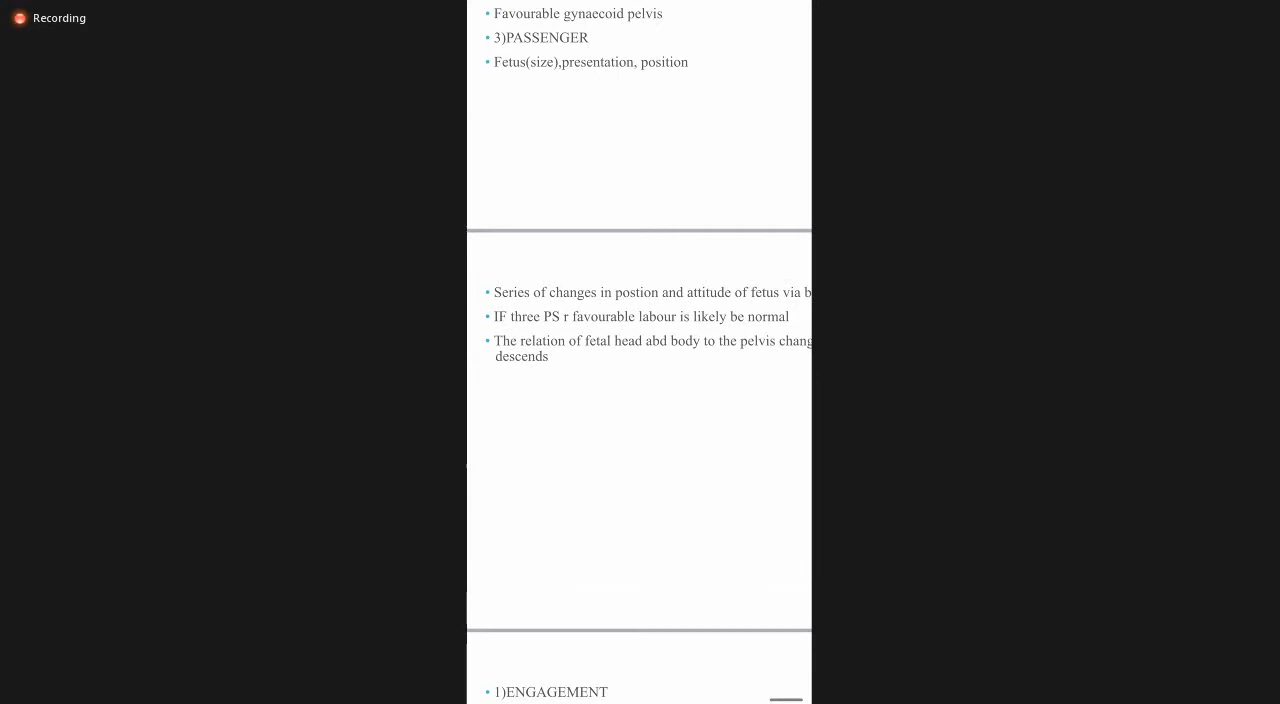 Recording
• Favourable gynaecoid pelvis
• 3)PASSENGER
• Fetus(size),presentation, position
• Series of changes in postion and attitude of fetus via b
• IF three PS r favourable labour is likely be normal
• The relation of fetal head abd body to the pelvis chang
descends
• 1)ENGAGEMENT